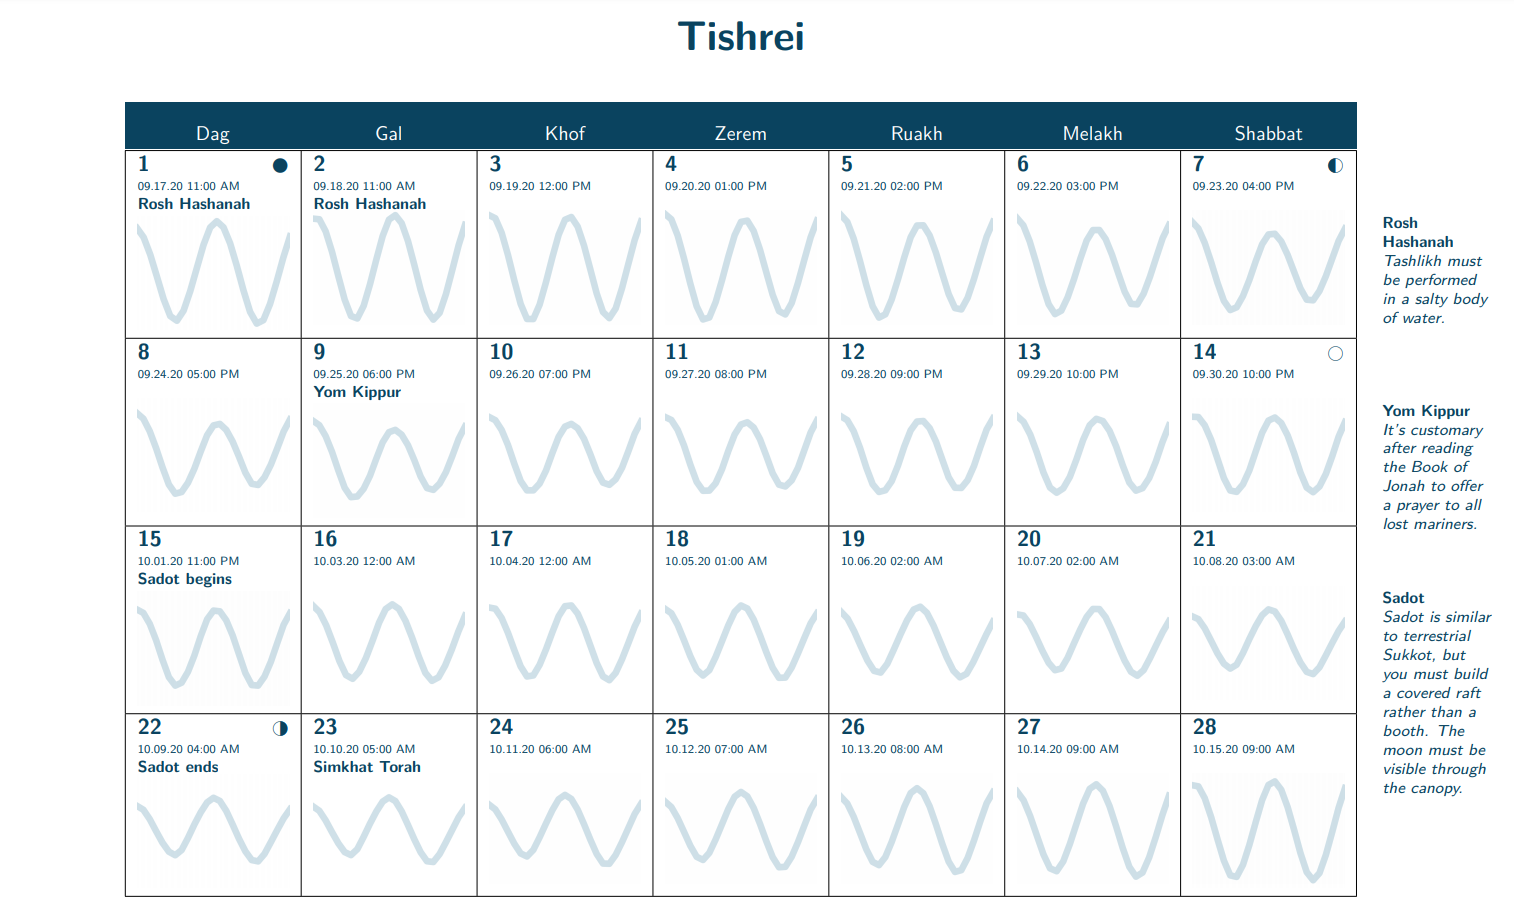 Tishrei
Dag Gal Khof Zerem Ruakh Melakh Shabbat
1 2 3 4 5 6 7
09.17.20 11:00 AM 09.18.20 11:00 AM 09.19.20 12:00 PM 09.20.20 01:00 PM 09.21.20 02:00 PM 09.22.20 03:00 PM 09.23.20 04:00 PM
Rosh Hashanah Rosh Hashanah
Rosh
Hashanah
Tashlikh must
be performed
in a salty body
of water.
8 9 10 11 12 13 14
09.24.20 05:00 PM 09.25.20 06:00 PM 09.26.20 07:00 PM 09.27.20 08:00 PM 09.28.20 09:00 PM 09.29.20 10:00 PM 09.30.20 10:00 PM
Yom Kippur
Yom Kippur
It's customary
after reading
the Book of
Jonah to offer
a prayer to all
lost mariners.
15 16 17 18 19 20 21
10.01.20 11:00 PM 10.03.20 12:00 AM 10.04.20 12:00 AM 10.05.20 01:00 AM 10.06.20 02:00 AM 10.07.20 02:00 AM 10.08.20 03:00 AM
Sadot begins
Sadot
Sadot is similar
to terrestrial
Sukkot, but
you must build
a covered raft
rather than a
booth. The
moon must be
visible through
the canopy.
22 23 24 25 26 27 28
10.09.20 04:00 AM 10.10.20 05:00 AM 10.11.20 06:00 AM 10.12.20 07:00 AM 10.13.20 08:00 AM 10.14.20 09:00 AM 10.15.20 09:00 AM
Sadot ends Simkhat Torah